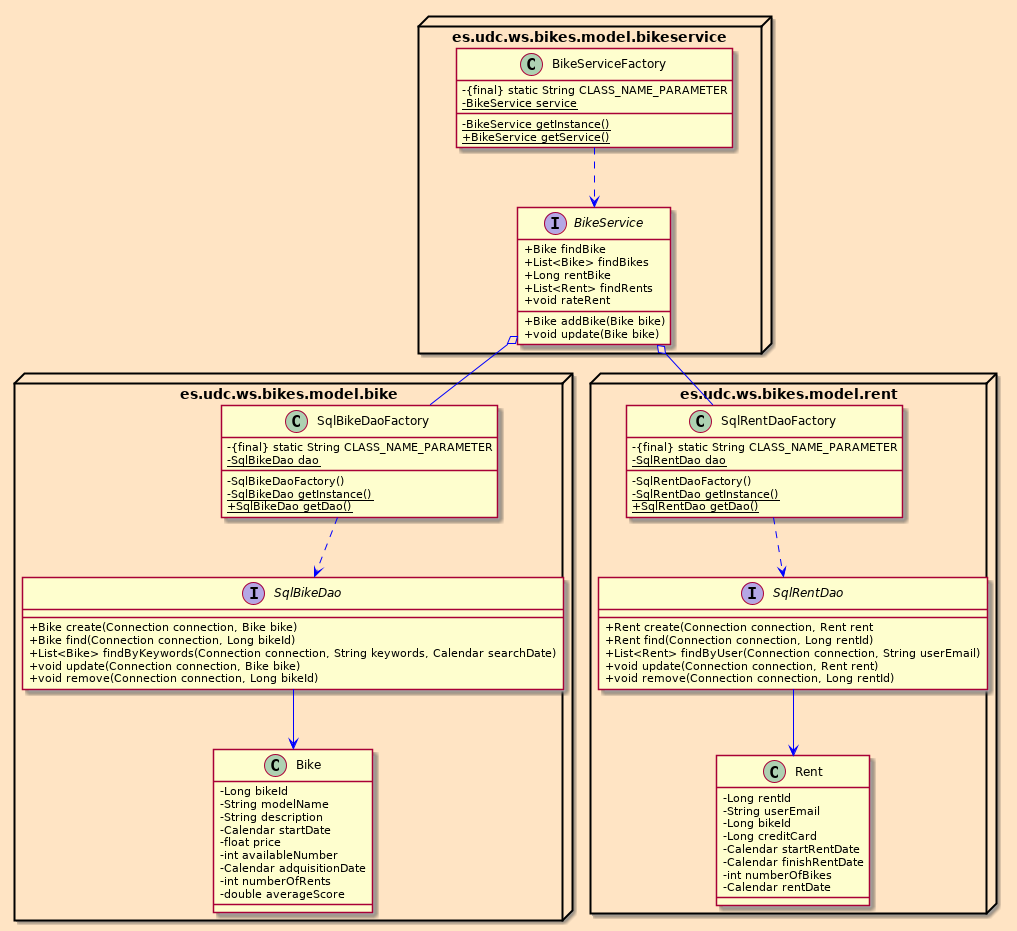 es.udc.ws.bikes.model.bikeservice
C BikeServiceFactory
-{final} static String CLASS_NAME_PARAMETER
-BikeService service
-BikeService getInstance()
+BikeService getService()
I BikeService
+Bike findBike
+List<Bike> findBikes
+Long rentBike
+List<Rent> findRents
+void rateRent
+Bike addBike(Bike bike)
+void update(Bike bike)
es.udc.ws.bikes.model.bike
C SqlBikeDaoFactory
-{final} static String CLASS_NAME_PARAMETER
-SqlBikeDao dao
-SqlBikeDaoFactory()
-SqlBikeDao getInstance()
+SqlBikeDao getDao()
I SqlBikeDao
+Bike create(Connection connection, Bike bike)
+Bike find(Connection connection, Long bikeId)
+List<Bike> findByKeywords(Connection connection, String keywords, Calendar searchDate)
+void update(Connection connection, Bike bike)
+void remove(Connection connection, Long bikeId)
C Bike
-Long bikeId
-String modelName
-String description
-Calendar startDate
-float price
-int availableNumber
-Calendar adquisitionDate
-int numberOfRents
-double averageScore
es.udc.ws.bikes.model.rent
C SqlRentDaoFactory
-{final} static String CLASS_NAME_PARAMETER
-SqlRentDao dao
-SqlRentDaoFactory()
-SqlRentDao getInstance()
+SqlRentDao getDao()
I SqlRentDao
+Rent create(Connection connection, Rent rent
+Rent find(Connection connection, Long rentId)
+List<Rent> findByUser(Connection connection, String userEmail)
+void update(Connection connection, Rent rent)
+void remove(Connection connection, Long rentId)
C Rent
-Long rentId
-String userEmail
-Long bikeId
-Long creditCard
-Calendar startRentDate
-Calendar finishRentDate
-int numberOfBikes
-Calendar rentDate